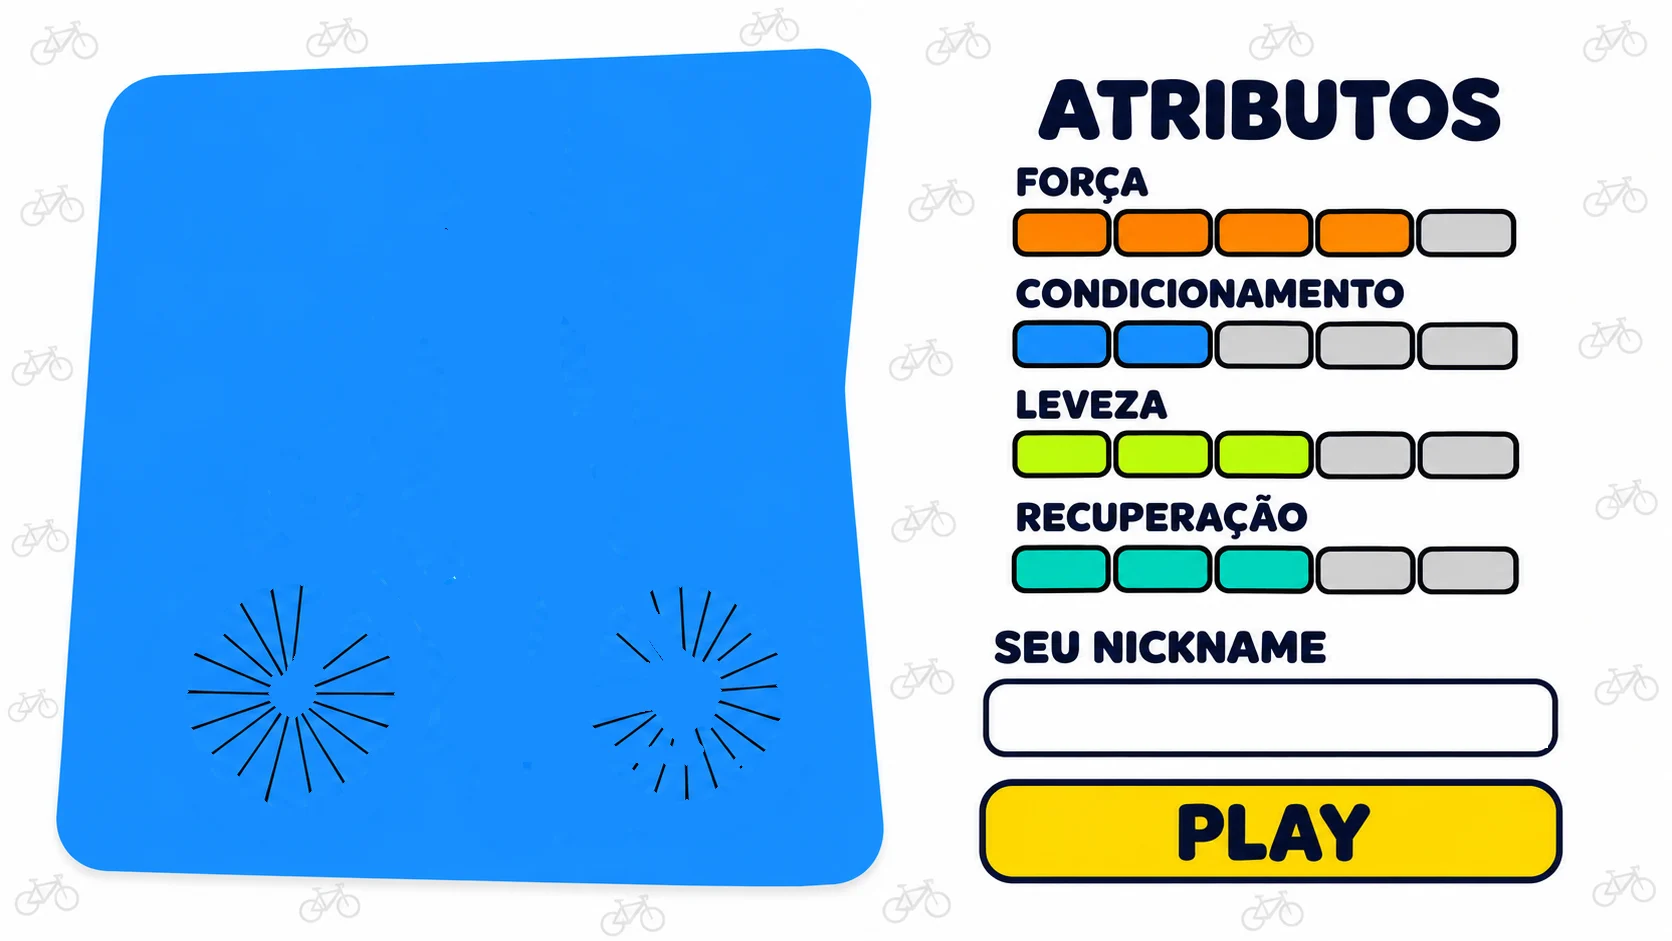 ATRIBUTOS
FORÇA
CONDICIONAMENTO
LEVEZA
RECUPERAÇÃO
SEU NICKNAME
PLAY